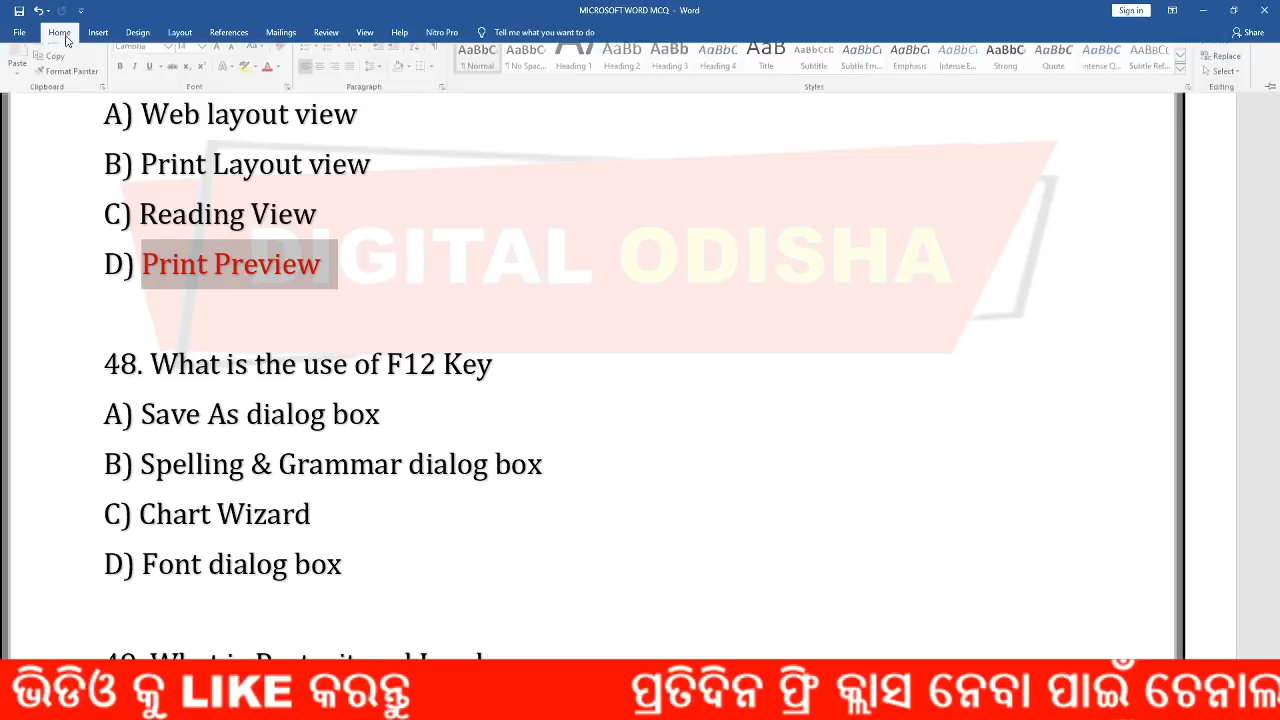 MICROSOFT WORD MCQ - Word
Sign in
File Home Insert Design Layout References Mailings Review View Help Nitro Pro Tell me what you want to do Share
Paste Copy Format Painter
Cambria 14
¶ Normal ¶ No Spac... Heading 1 Heading 2 Heading 3 Heading 4 Title Subtitle Subtle Em... Emphasis Intense E... Strong Quote Intense Q... Subtle Ref...
Replace
Select
Clipboard Font Paragraph Styles Editing
A) Web layout view
B) Print Layout view
C) Reading View
D) Print Preview
DIGITAL ODISHA
48. What is the use of F12 Key
A) Save As dialog box
B) Spelling & Grammar dialog box
C) Chart Wizard
D) Font dialog box
ଭିଡିଓ କୁ LIKE କରନ୍ତୁ ପ୍ରତିଦିନ ଫ୍ରି କ୍ଲାସ ନେବା ପାଇଁ ଚେନାଲ